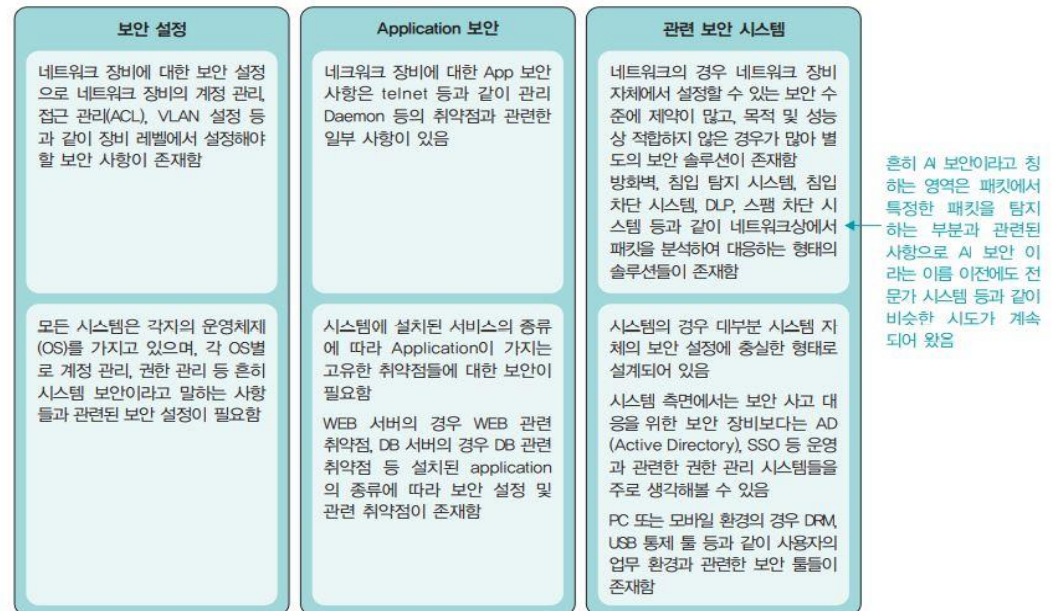 보안 설정
네트워크 장비에 대한 보안 설정
으로 네트워크 장비의 계정 관리,
접근 관리(ACL), VLAN 설정 등
과 같이 장비 레벨에서 설정해야
할 보안 사항이 존재함
모든 시스템은 각자의 운영체제
(OS)를 가지고 있으며, 각 OS별
로 계정 관리, 권한 관리 등 흔히
시스템 보안이라고 말하는 사항
들과 관련된 보안 설정이 필요함
Application 보안
네크워크 장비에 대한 App 보안
사항은 telnet 등과 같이 관리
Daemon 등의 취약점과 관련한
일부 사항이 있음
시스템에 설치된 서비스의 종류
에 따라 Application이 가지는
고유한 취약점들에 대한 보안이
필요함
WEB 서버의 경우 WEB 관련
취약점, DB 서버의 경우 DB 관련
취약점 등 설치된 application
의 종류에 따라 보안 설정 및
관련 취약점이 존재함
관련 보안 시스템
네트워크의 경우 네트워크 장비
자체에서 설정할 수 있는 보안 수
준에 제약이 많고, 목적 및 성능
상 적합하지 않은 경우가 많아 별
도의 보안 솔루션이 존재함
방화벽, 침입 탐지 시스템, 침입
차단 시스템, DLP, 스팸 차단 시
스템 등과 같이 네트워크상에서
패킷을 분석하여 대응하는 형태의
솔루션들이 존재함
시스템의 경우 대부분 시스템 자
체의 보안 설정에 충실한 형태로
설계되어 있음
시스템 측면에서는 보안 사고 대
응을 위한 보안 장비보다는 AD
(Active Directory), SSO 등 운영
과 관련한 권한 관리 시스템들을
주로 생각해볼 수 있음
PC 또는 모바일 환경의 경우 DRM,
USB 통제 툴 등과 같이 사용자의
업무 환경과 관련한 보안 툴들이
존재함
흔히 AI 보안이라고 칭
하는 영역은 패킷에서
특정한 패킷을 탐지
하는 부분과 관련된
사항으로 AI 보안 이
라는 이름 이전에도 전
문가 시스템 등과 같이
비슷한 시도가 계속
되어 왔음